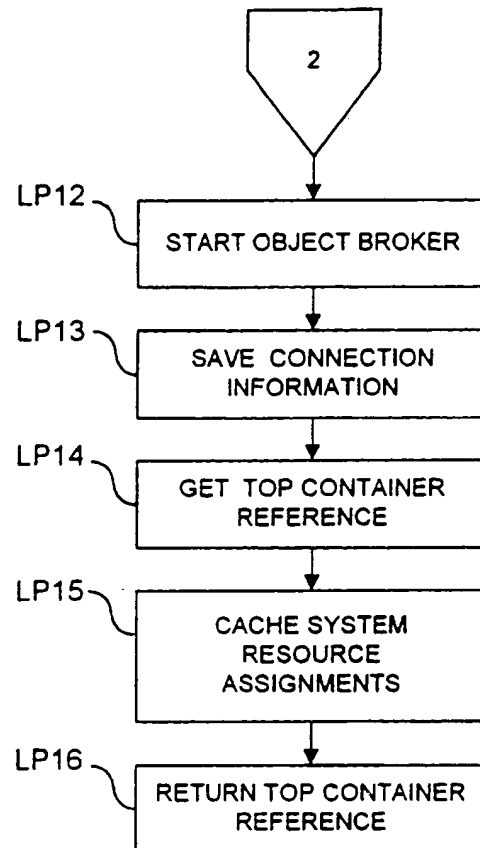 2
LP12
START OBJECT BROKER
LP13
SAVE CONNECTION
INFORMATION
LP14
GET TOP CONTAINER
REFERENCE
LP15
CACHE SYSTEM
RESOURCE
ASSIGNMENTS
LP16
RETURN TOP CONTAINER
REFERENCE